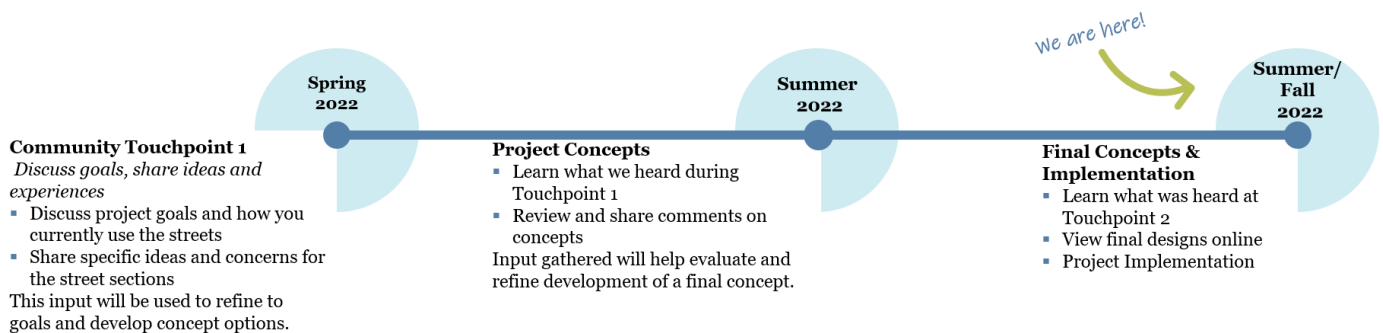 We are here!
Spring
2022
Summer
2022
Summer/
Fall
2022
Community Touchpoint 1
Discuss goals, share ideas and
experiences
▪ Discuss project goals and how you
currently use the streets
▪ Share specific ideas and concerns for
the street sections
This input will be used to refine to
goals and develop concept options.
Project Concepts
▪ Learn what we heard during
Touchpoint 1
▪ Review and share comments on
concepts
Input gathered will help evaluate and
refine development of a final concept.
Final Concepts &
Implementation
▪ Learn what was heard at
Touchpoint 2
▪ View final designs online
▪ Project Implementation